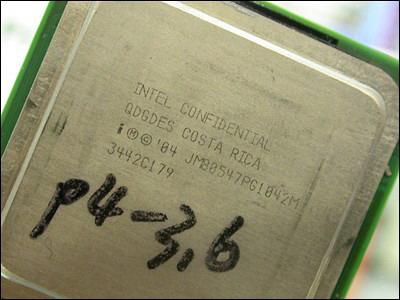 INTEL CONFIDENTIAL
QDGDES COSTA RICA
i Ⓜ © '04 JM80547PG1042M
3442C179
P4-3,6